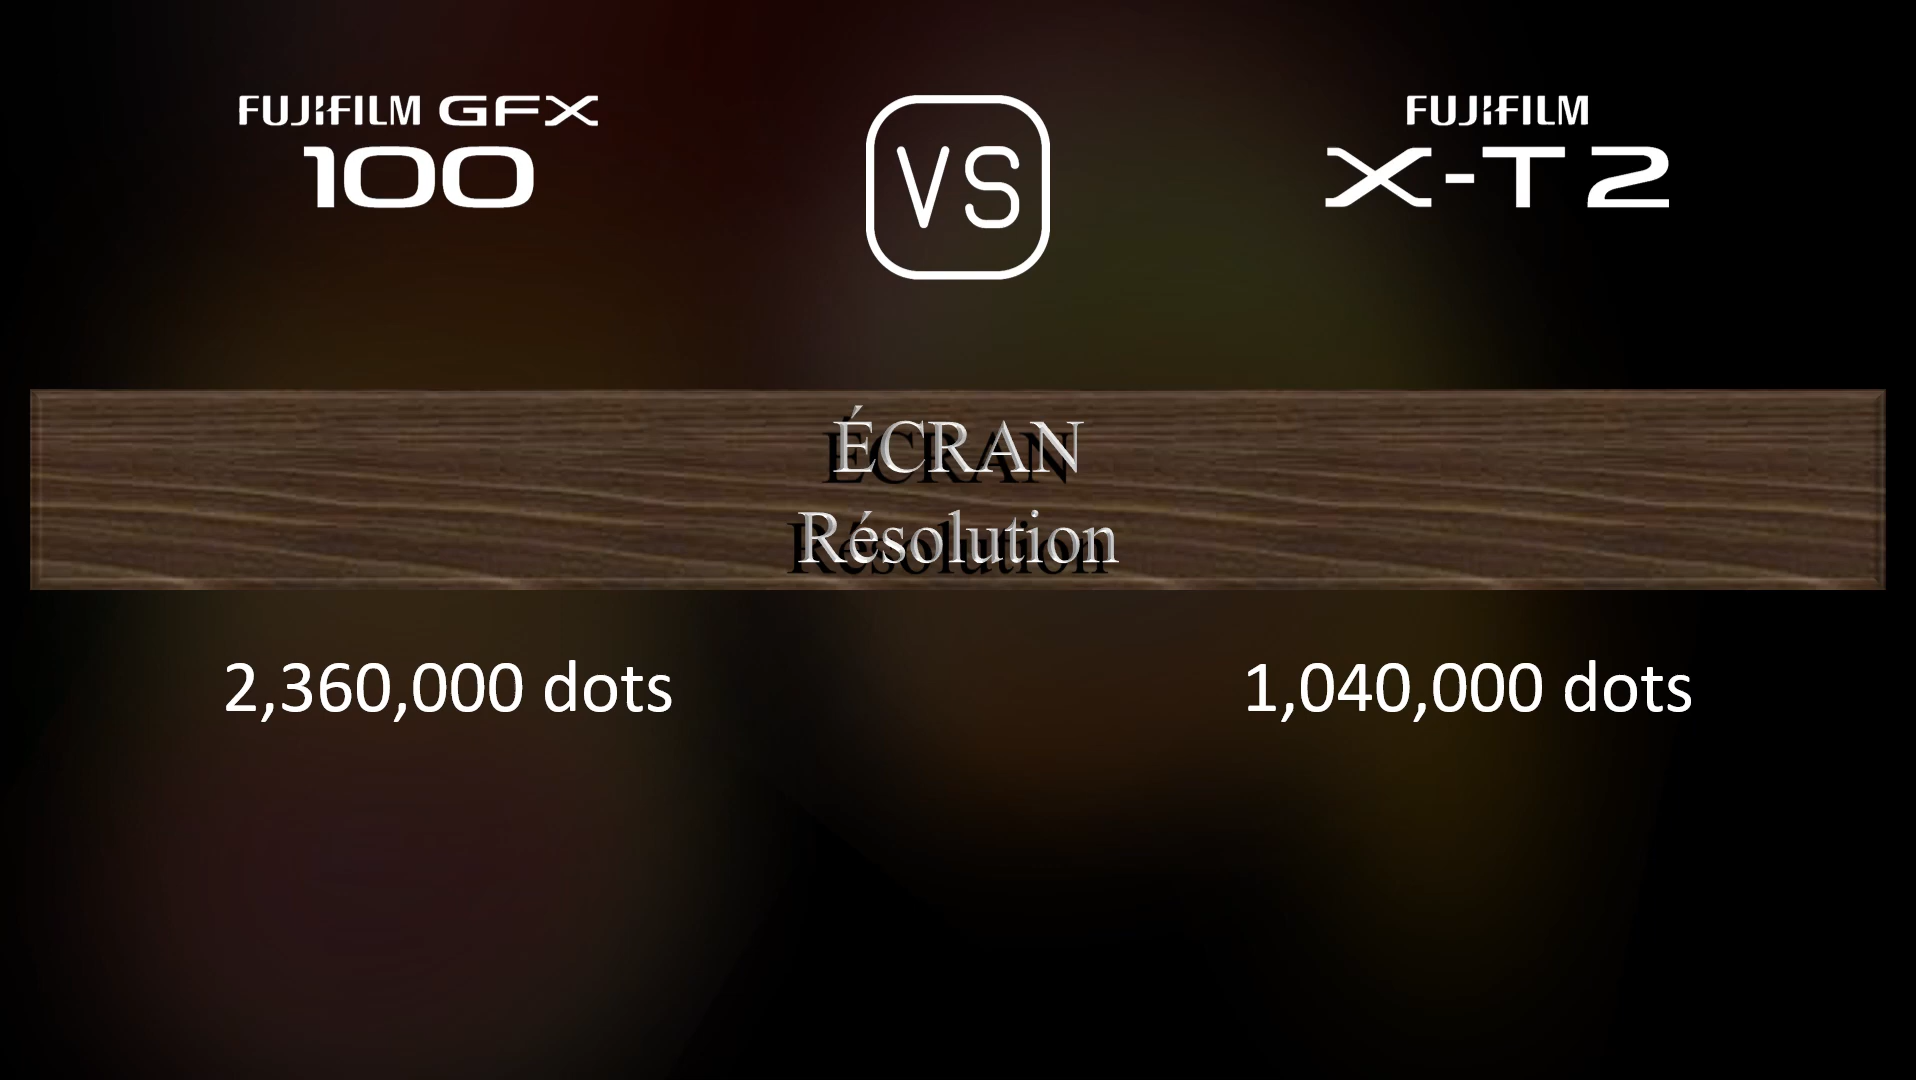 FUJIFILM GFX
100
VS
FUJIFILM
X-T2
ÉCRAN
Résolution
2,360,000 dots
1,040,000 dots